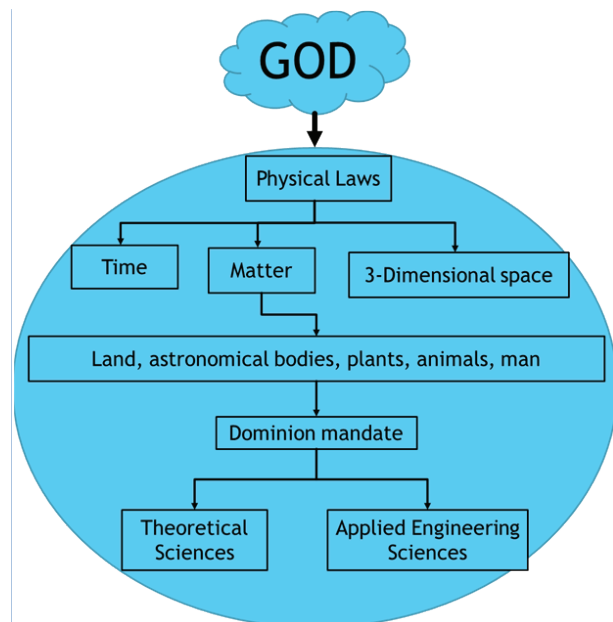 GOD
Physical Laws
Time
Matter
3-Dimensional space
Land, astronomical bodies, plants, animals, man
Dominion mandate
Theoretical
Sciences
Applied Engineering
Sciences